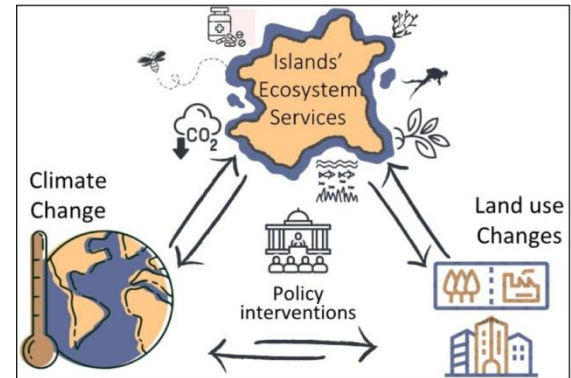 Islands'
Ecosystem
Services
CO2
Climate
Change
Land use
Changes
Policy
interventions